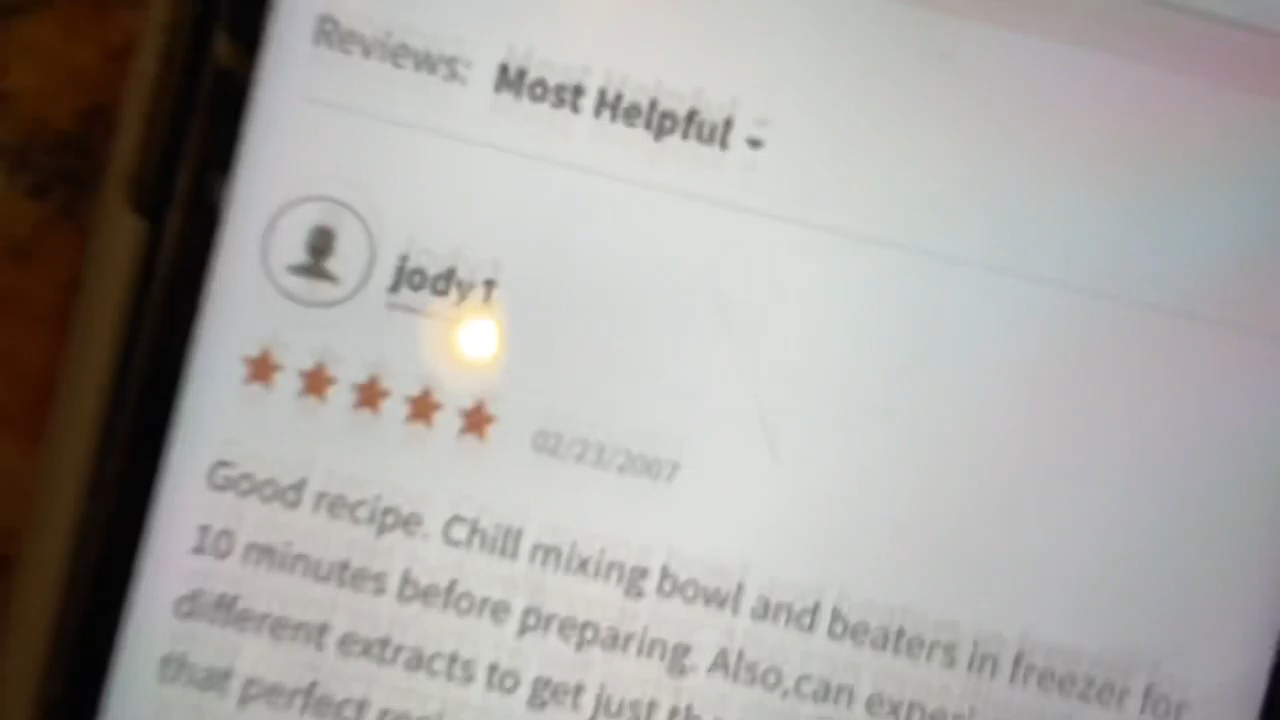 Reviews: Most Helpful
jody T
02/23/2007
Good recipe. Chill mixing bowl and beaters in freezer for
10 minutes before preparing. Also,can
different extracts to get just
that perfect